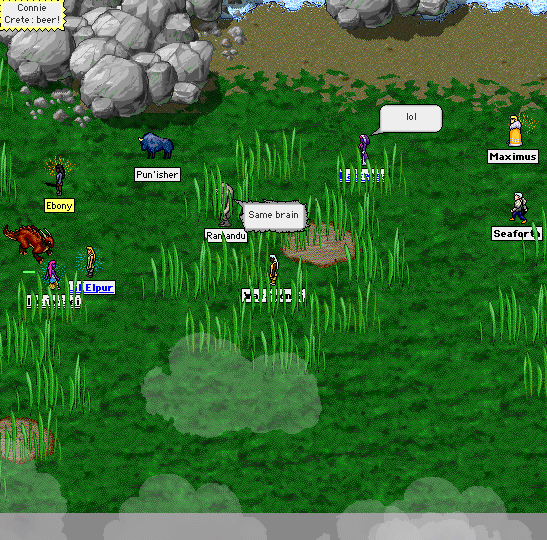 Connie
Crete: beer!
lol
Maximus
Pun'isher
Ebony
Same brain
Ramandu
Seaforth
Elpur